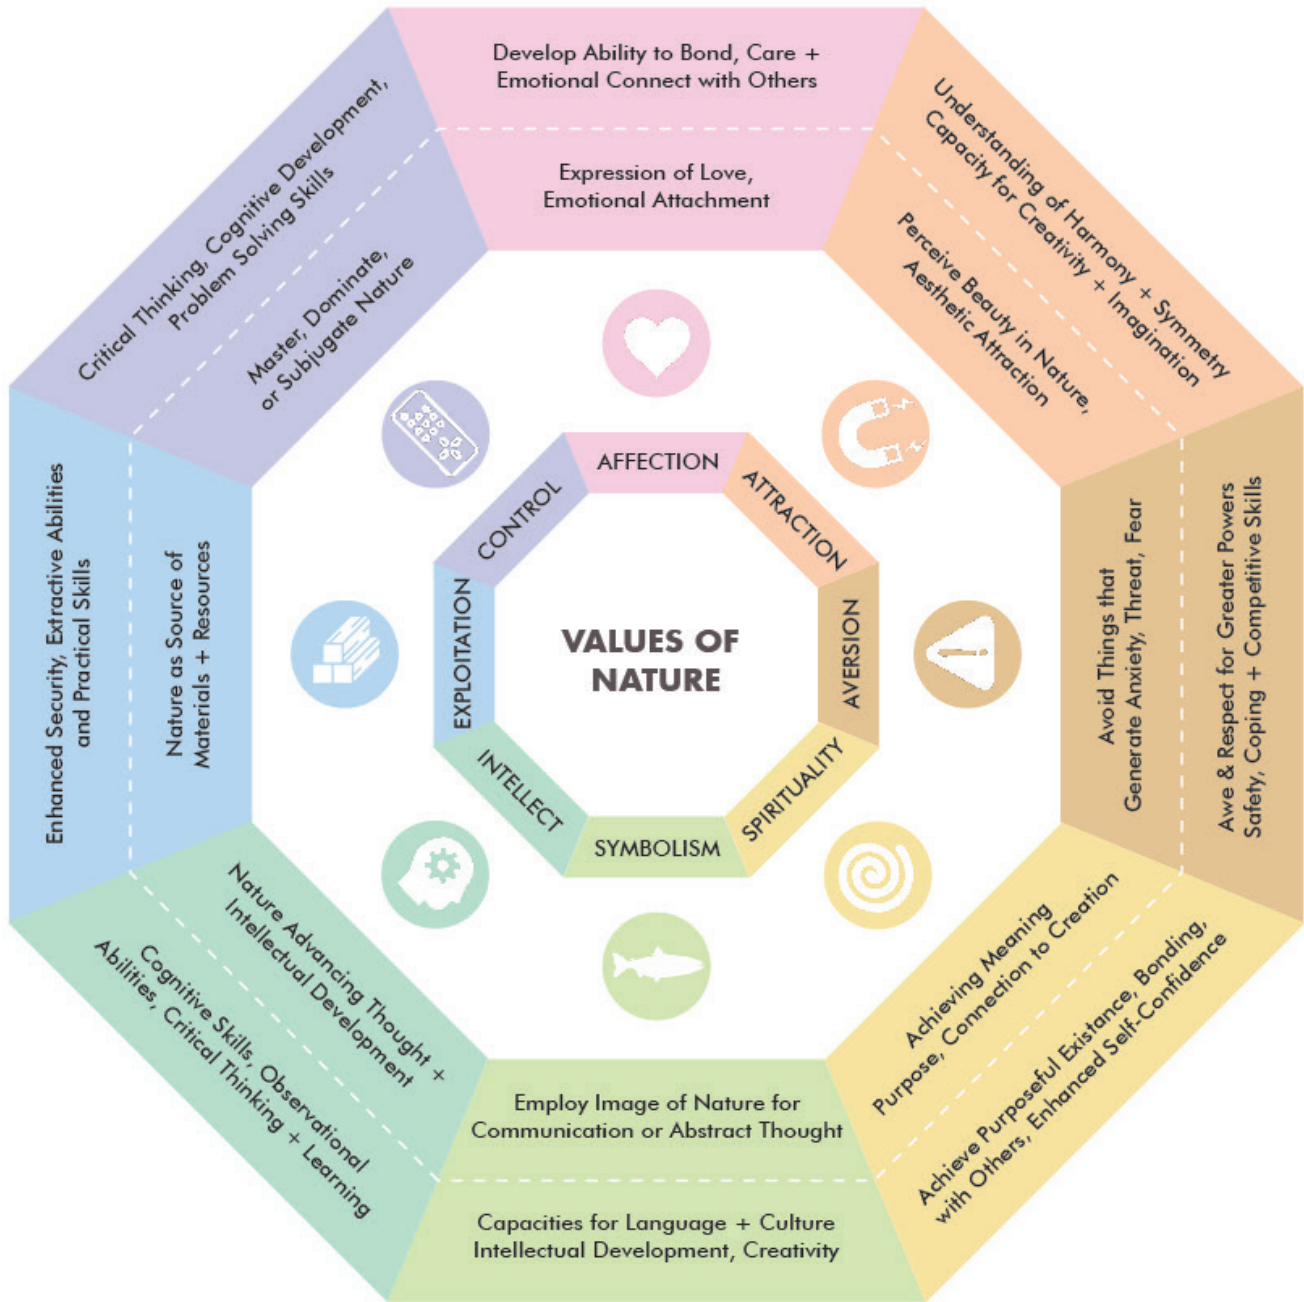 Develop Ability to Bond, Care +
Emotional Connect with Others
Expression of Love,
Emotional Attachment
Understanding of Harmony + Symmetry
Capacity for Creativity + Imagination
Perceive Beauty in Nature,
Aesthetic Attraction
Awe & Respect for Greater Powers
Safety, Coping + Competitive Skills
Avoid Things that
Generate Anxiety, Threat, Fear
Achieving Meaning
Purpose, Connection to Creation
Achieve Purposeful Existance, Bonding,
with Others, Enhanced Self-Confidence
Employ Image of Nature for
Communication or Abstract Thought
Capacities for Language + Culture
Intellectual Development, Creativity
Nature Advancing Thought +
Intellectual Development
Cognitive Skills, Observational
Abilities, Critical Thinking + Learning
Enhanced Security, Extractive Abilities
and Practical Skills
Nature as Source of
Materials + Resources
Critical Thinking, Cognitive Development,
Problem Solving Skills
Master, Dominate,
or Subjugate Nature
AFFECTION
ATTRACTION
AVERSION
SPIRITUALITY
SYMBOLISM
INTELLECT
EXPLOITATION
CONTROL
VALUES OF
NATURE